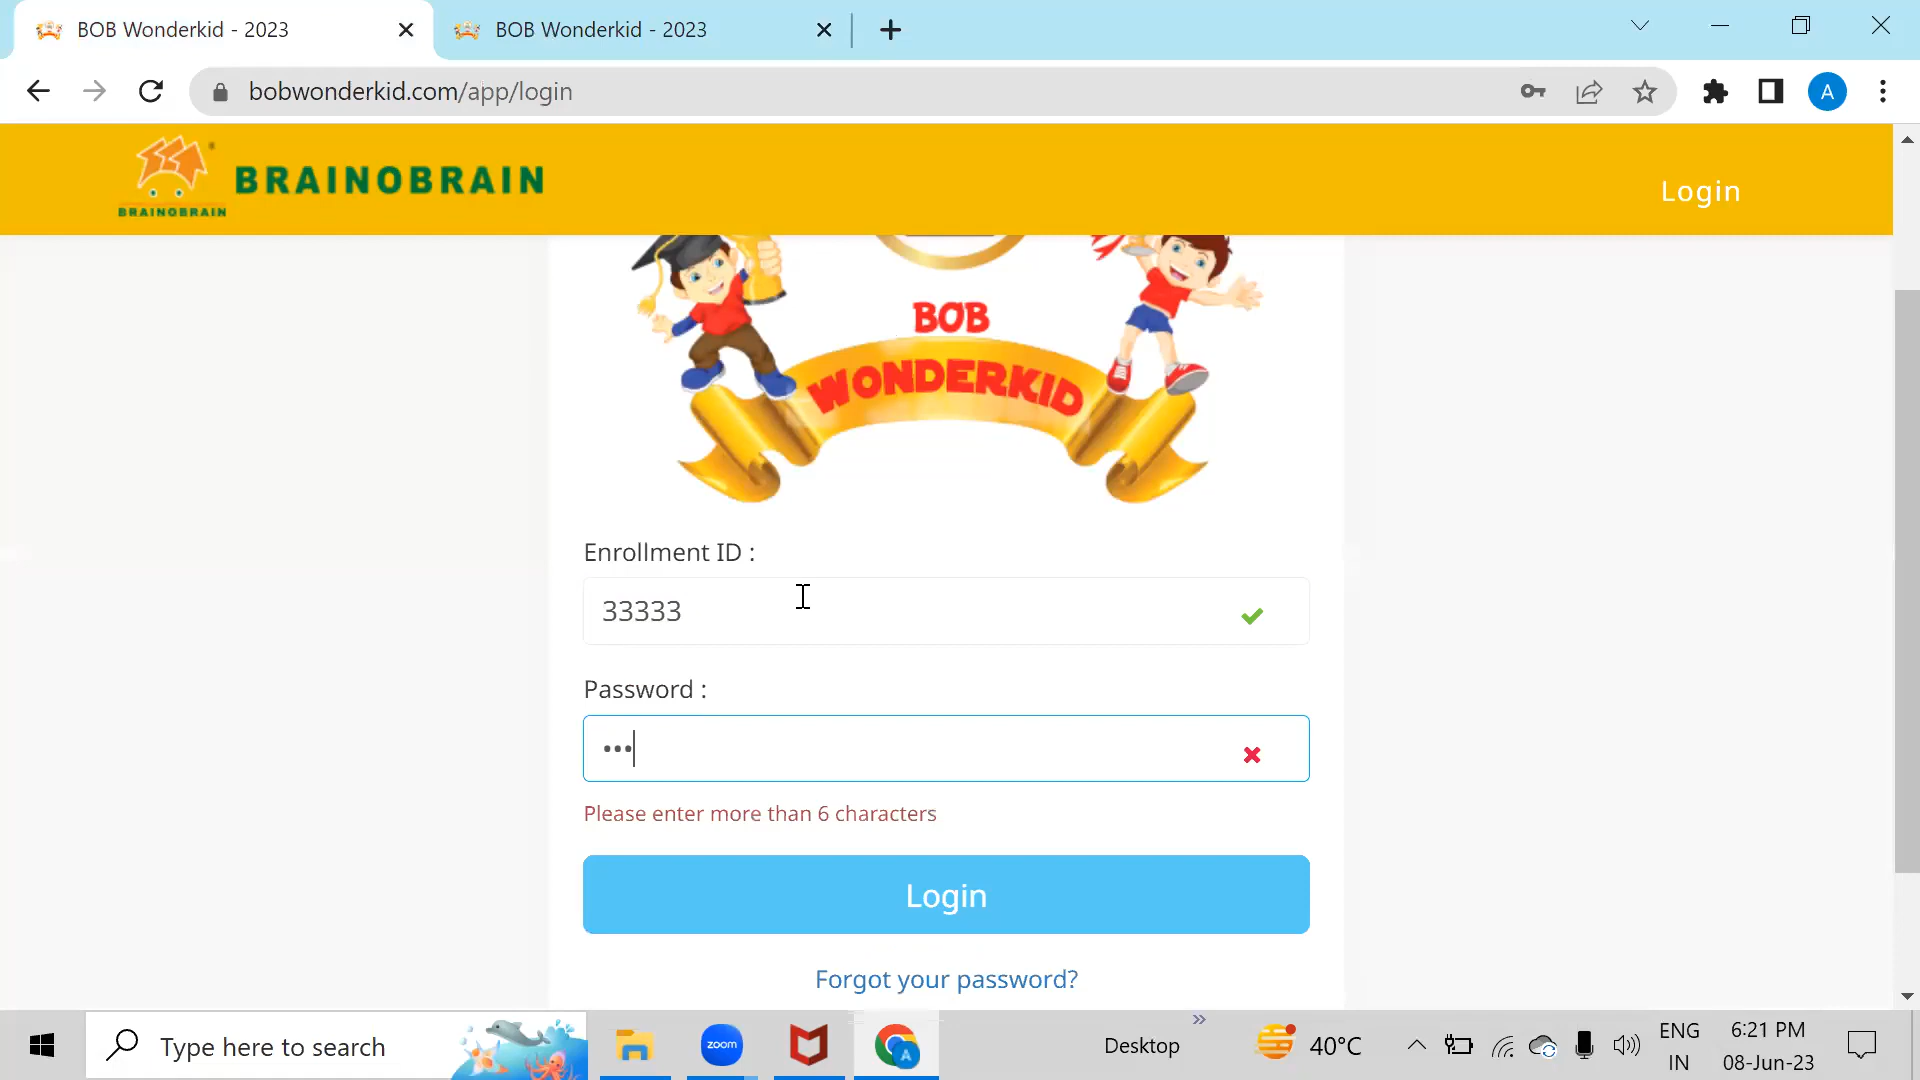 BOB Wonderkid - 2023
BOB Wonderkid - 2023
bobwonderkid.com/app/login
A
BRAINOBRAIN
BRAINOBRAIN
Login
BOB
WONDERKID
Enrollment ID :
33333
Password :
Please enter more than 6 characters
Login
Forgot your password?
Type here to search
zoom
A
Desktop
40°C
ENG
IN
6:21 PM
08-Jun-23